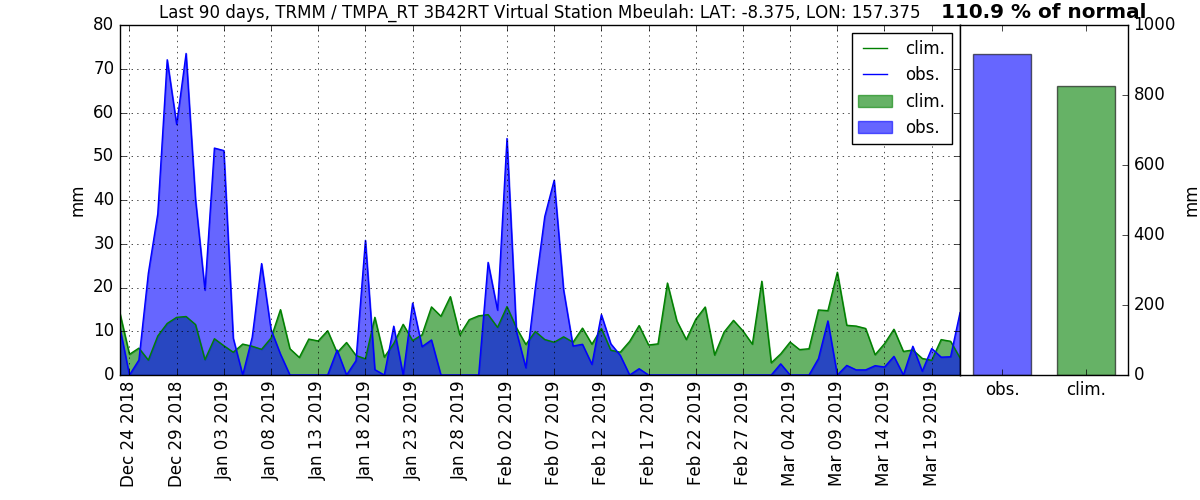 Last 90 days, TRMM / TMPA_RT 3B42RT Virtual Station Mbeulah: LAT: -8.375, LON: 157.375
110.9 % of normal
80
70
60
50
40
30
20
10
0
mm
clim.
obs.
clim.
obs.
Dec 24 2018
Dec 29 2018
Jan 03 2019
Jan 08 2019
Jan 13 2019
Jan 18 2019
Jan 23 2019
Jan 28 2019
Feb 02 2019
Feb 07 2019
Feb 12 2019
Feb 17 2019
Feb 22 2019
Feb 27 2019
Mar 04 2019
Mar 09 2019
Mar 14 2019
Mar 19 2019
1000
800
600
400
200
0
mm
obs.
clim.